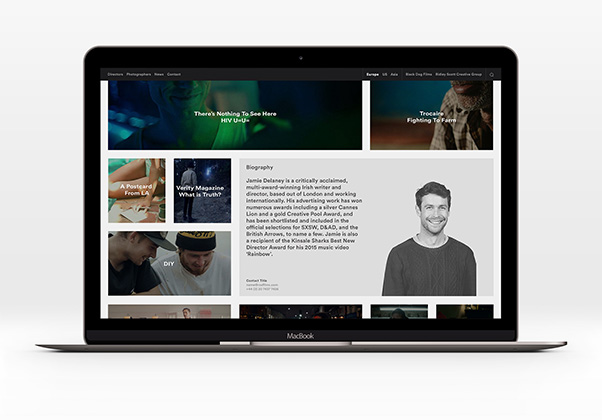 Directors Photographers News Contact
Europe US Asia Black Dog Films Ridley Scott Creative Group
There's Nothing To See Here
HIV U=U=
Trocaire
Fighting To Farm
A Postcard
From LA
Varity Magazine
What is Truth?
Biography
Jamie Delaney is a critically acclaimed,
multi-award-winning Irish writer and
director, based out of London and working
internationally. His advertising work has won
numerous awards including a silver Cannes
Lion and a gold Creative Pool Award, and
has been shortlisted and included in the
official selections for SXSW, D&AD, and the
British Arrows, to name a few. Jamie is also
a recipient of the Kinsale Sharks Best New
Director Award for his 2015 music video
'Rainbow'.
DIY
Contact Title
MacBook